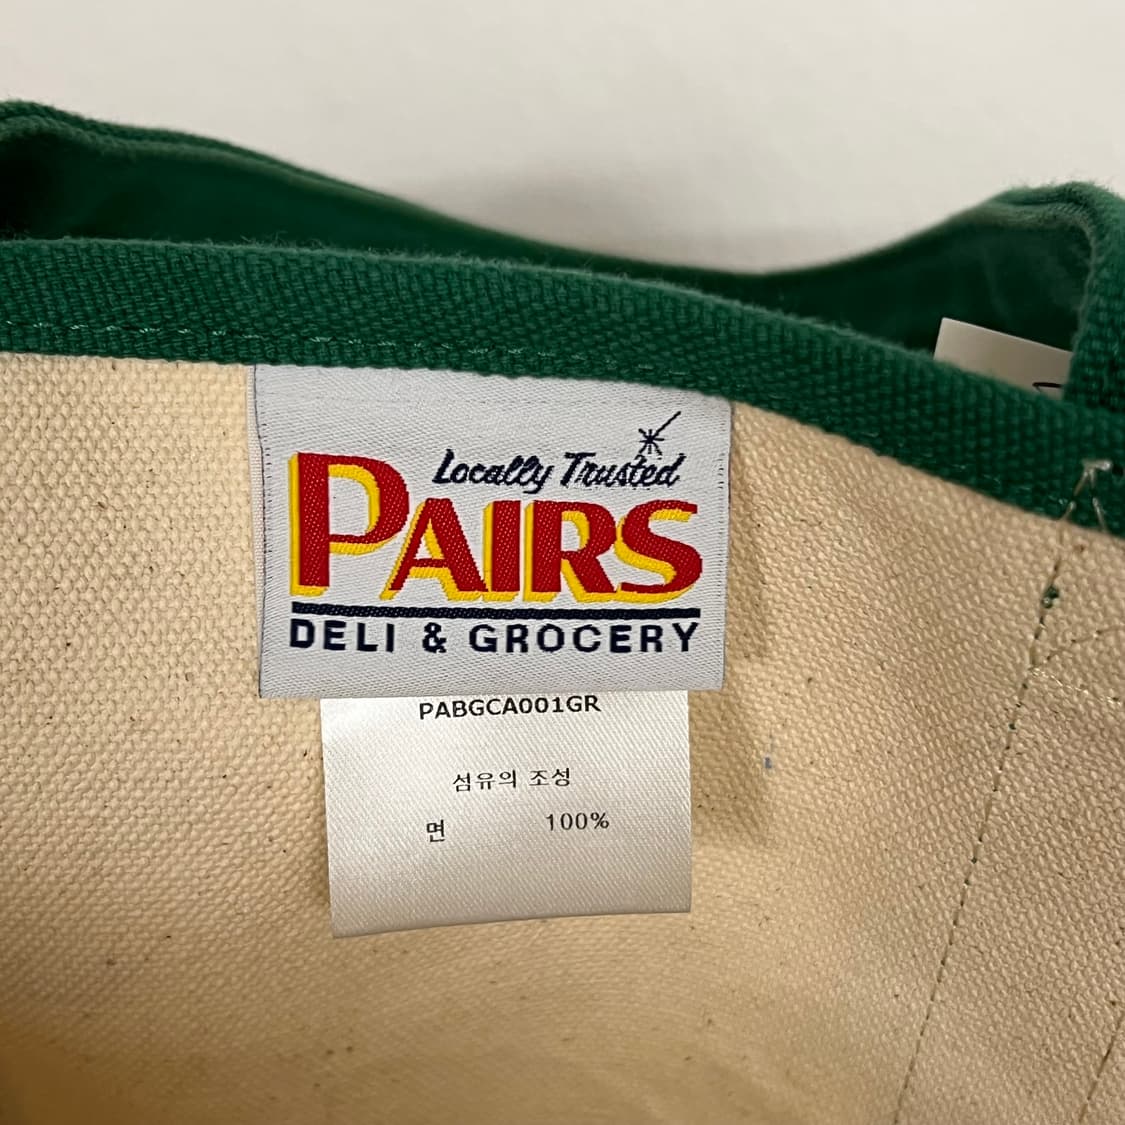 Locally Trusted
PAIRS
DELI & GROCERY
PABGCA001GR
섬유의 조성
면 100%